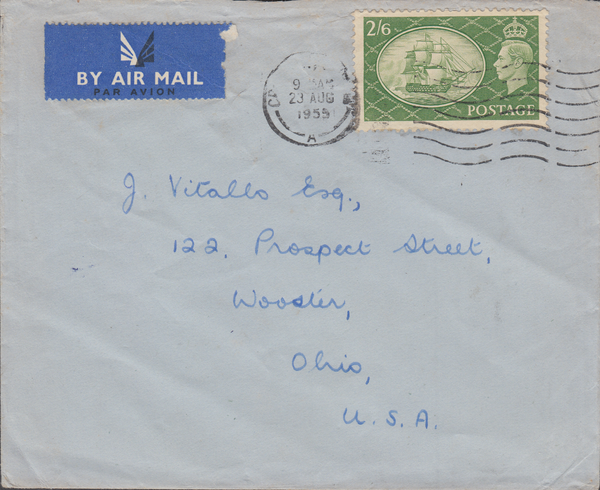 BY AIR MAIL
PAR AVION
2/6
POSTAGE
23 AUG
1955
A
J. Vitallo Esq.,
122, Prospect Street,
Wooster,
Ohio,
U.S.A.